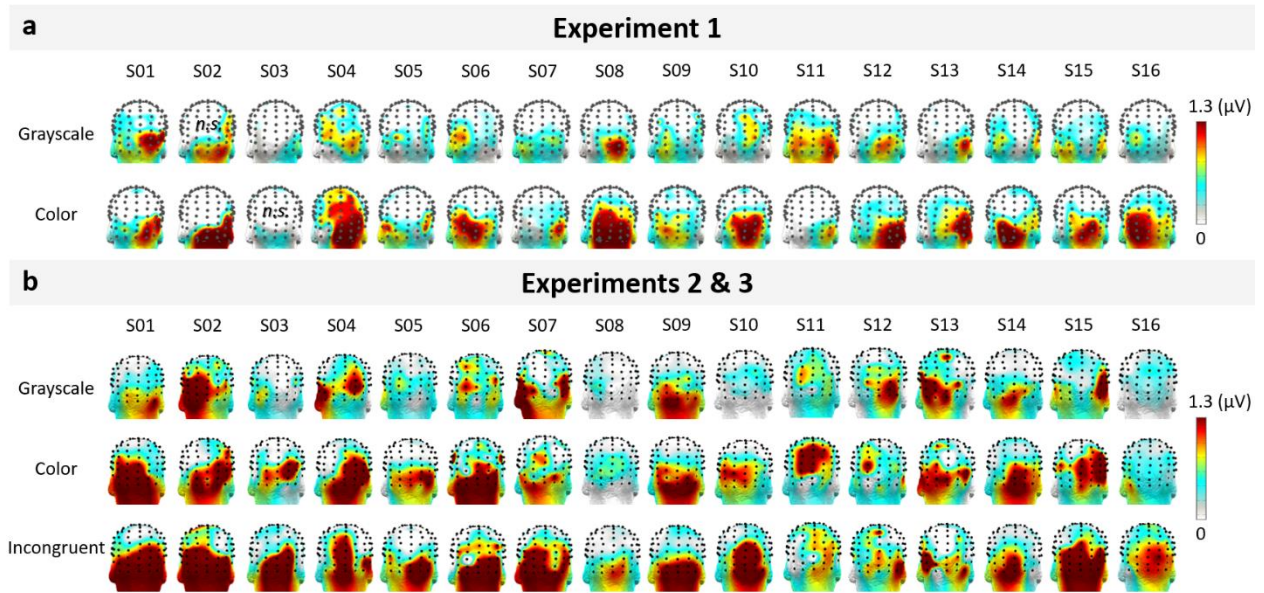 a Experiment 1
S01 S02 S03 S04 S05 S06 S07 S08 S09 S10 S11 S12 S13 S14 S15 S16
1.3 (µV)
Grayscale n.s.
Color n.s.
0
b Experiments 2 & 3
S01 S02 S03 S04 S05 S06 S07 S08 S09 S10 S11 S12 S13 S14 S15 S16
Grayscale
1.3 (µV)
Color
Incongruent
0